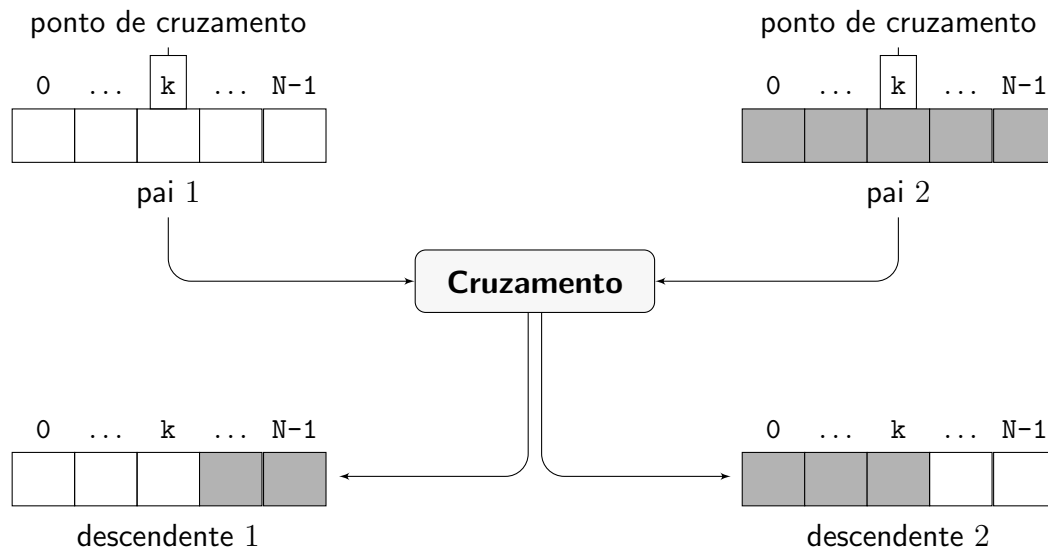 ponto de cruzamento
ponto de cruzamento
0 ... k ... N-1
0 ... k ... N-1
pai 1
pai 2
Cruzamento
0 ... k ... N-1
0 ... k ... N-1
descendente 1
descendente 2